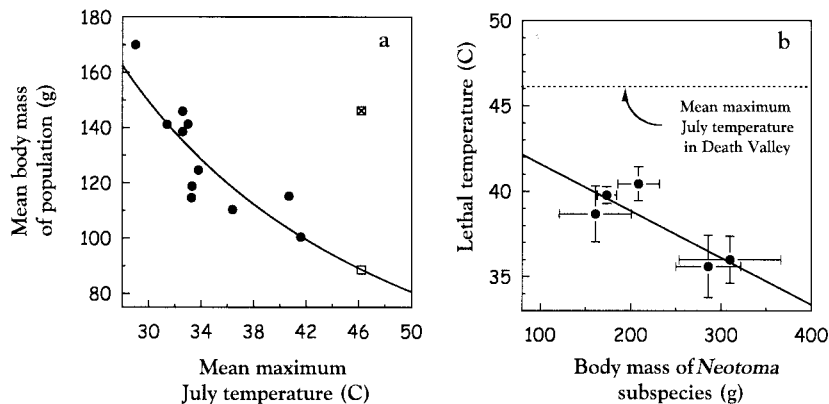 a
180
160
140
120
100
80
Mean body mass
of population (g)
30 34 38 42 46 50
Mean maximum
July temperature (C)
b
50
45
40
35
Lethal temperature
(C)
Mean maximum
July temperature
in Death Valley
100 200 300 400
Body mass of Neotoma
subspecies (g)